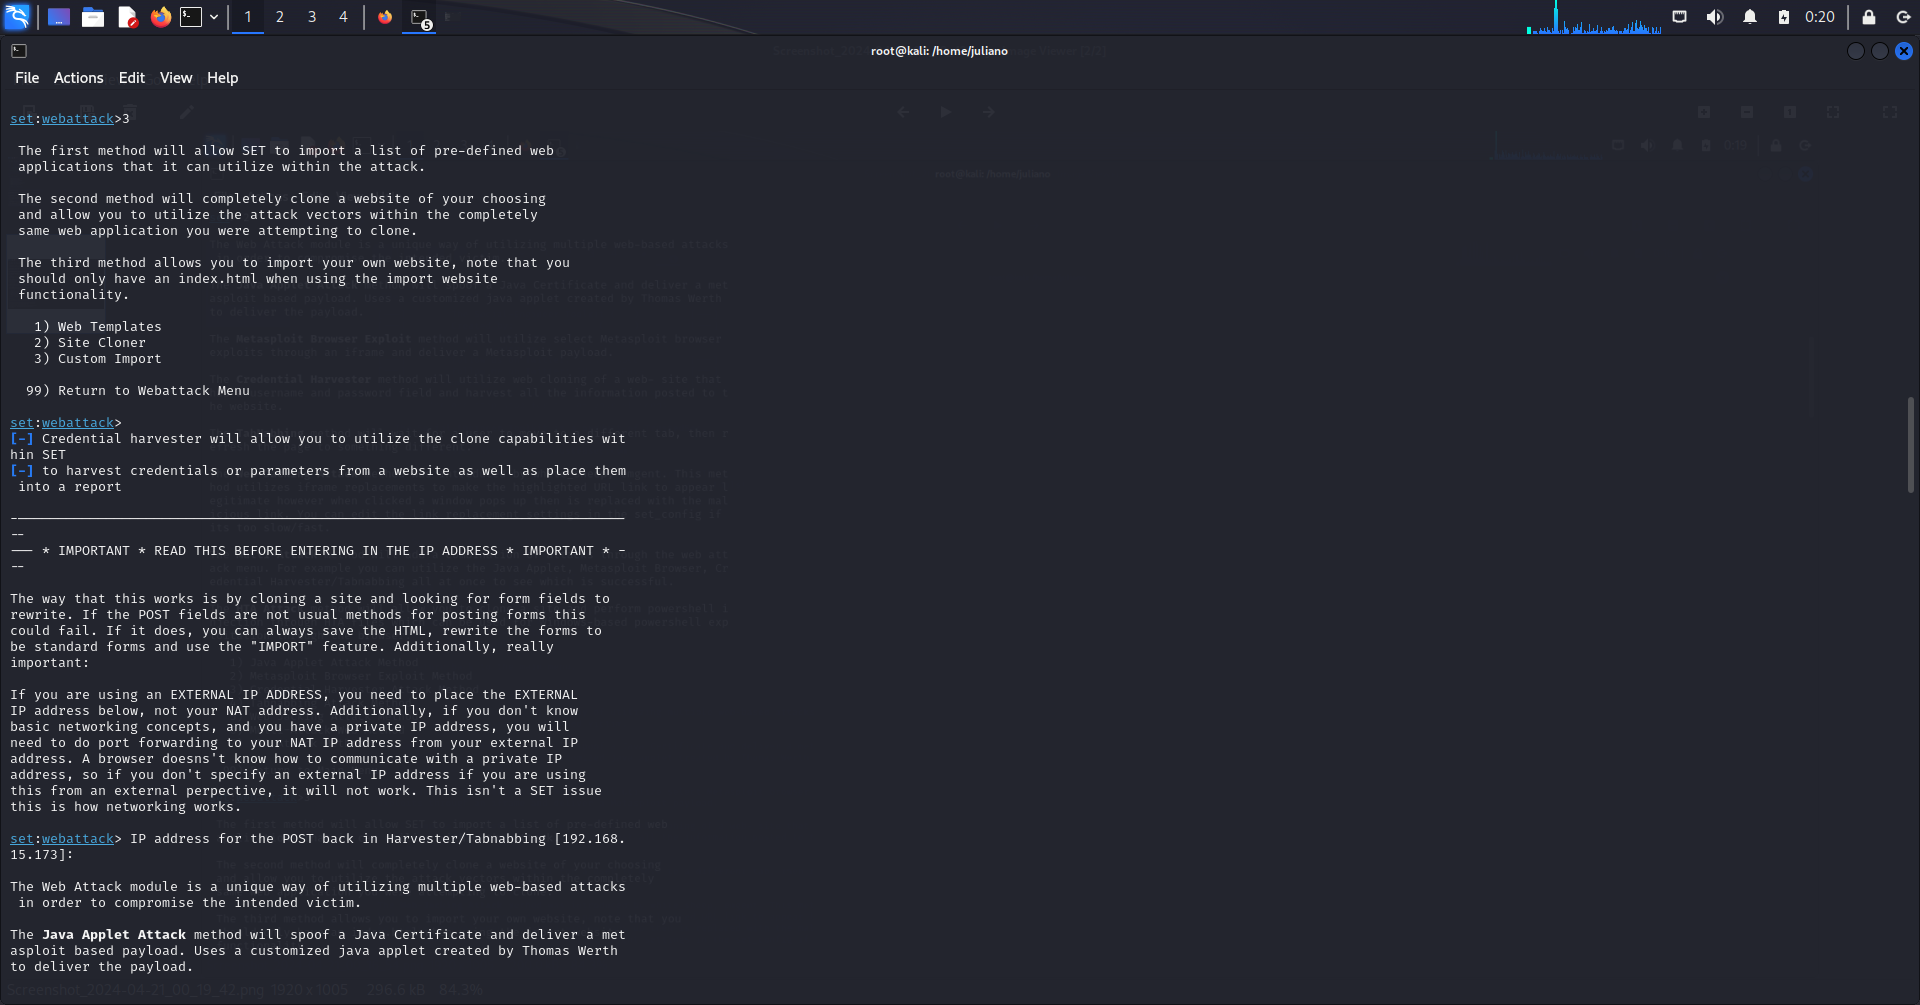 1 2 3 4 5 0:20
root@kali: /home/juliano
File Actions Edit View Help
set:webattack>3
The first method will allow SET to import a list of pre-defined web
applications that it can utilize within the attack.
The second method will completely clone a website of your choosing
and allow you to utilize the attack vectors within the completely
same web application you were attempting to clone.
The third method allows you to import your own website, note that you
should only have an index.html when using the import website
functionality.
1) Web Templates
2) Site Cloner
3) Custom Import
99) Return to Webattack Menu
set:webattack>
[-] Credential harvester will allow you to utilize the clone capabilities wit
hin SET
[-] to harvest credentials or parameters from a website as well as place them
into a report
--
--- * IMPORTANT * READ THIS BEFORE ENTERING IN THE IP ADDRESS * IMPORTANT * -
--
The way that this works is by cloning a site and looking for form fields to
rewrite. If the POST fields are not usual methods for posting forms this
could fail. If it does, you can always save the HTML, rewrite the forms to
be standard forms and use the "IMPORT" feature. Additionally, really
important:
If you are using an EXTERNAL IP ADDRESS, you need to place the EXTERNAL
IP address below, not your NAT address. Additionally, if you don't know
basic networking concepts, and you have a private IP address, you will
need to do port forwarding to your NAT IP address from your external IP
address. A browser doesns't know how to communicate with a private IP
address, so if you don't specify an external IP address if you are using
this from an external perpective, it will not work. This isn't a SET issue
this is how networking works.
set:webattack> IP address for the POST back in Harvester/Tabnabbing [192.168.
15.173]:
The Web Attack module is a unique way of utilizing multiple web-based attacks
in order to compromise the intended victim.
The Java Applet Attack method will spoof a Java Certificate and deliver a met
asploit based payload. Uses a customized java applet created by Thomas Werth
to deliver the payload.
Screenshot_2024-04-21_00_19_42.png 1920x1005 296.6 kB 84.3%